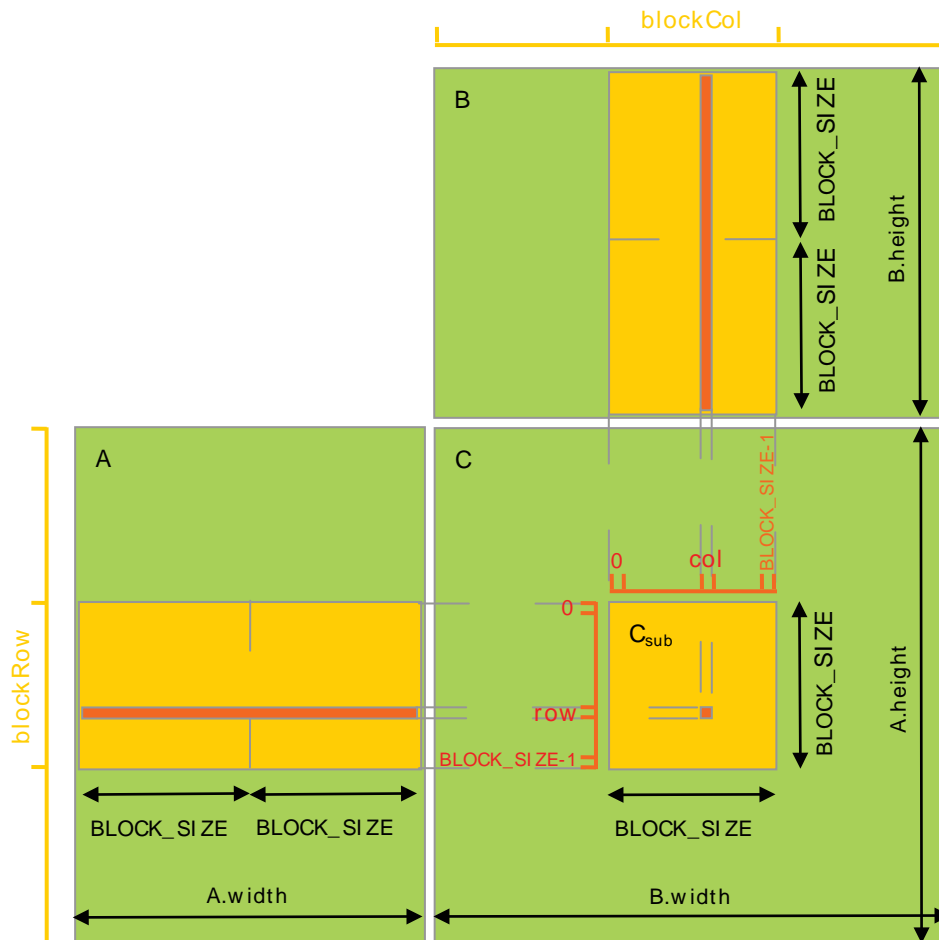 blockCol
B
BLOCK_SIZE
BLOCK_SIZE
B.height
A
C
BLOCK_SIZE-1
0
col
blockRow
0
C_sub
BLOCK_SIZE
A.height
row
BLOCK_SIZE-1
BLOCK_SIZE
BLOCK_SIZE
BLOCK_SIZE
A.width
B.width